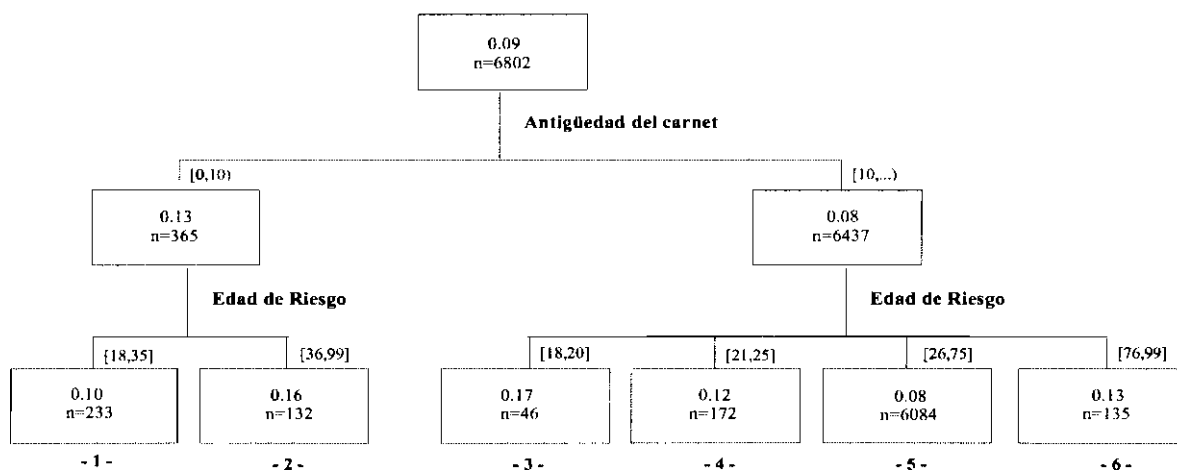 0.09
n=6802
Antigüedad del carnet
[0,10)
[10,...)
0.13
n=365
0.08
n=6437
Edad de Riesgo
Edad de Riesgo
[18,35]
[36,99]
[18,20]
[21,25]
[26,75]
[76,99]
0.10
n=233
0.16
n=132
0.17
n=46
0.12
n=172
0.08
n=6084
0.13
n=135
- 1 -
- 2 -
- 3 -
- 4 -
- 5 -
- 6 -